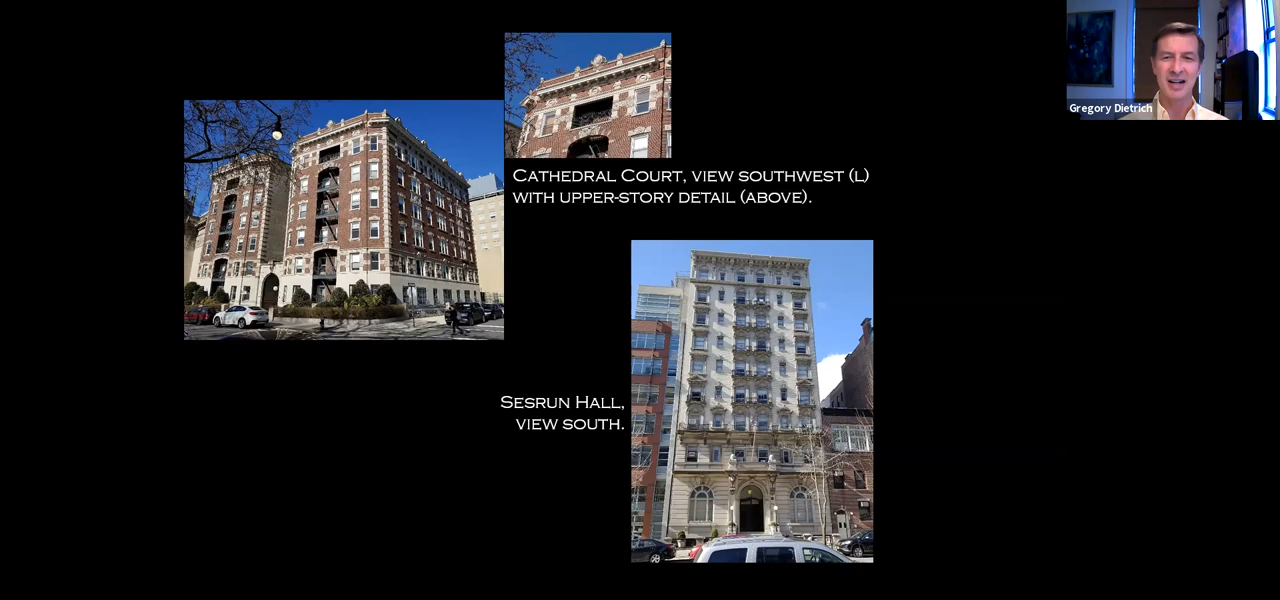 Gregory Dietrich
Cathedral Court, view southwest (L)
with upper-story detail (above).
Sesrun Hall,
view south.